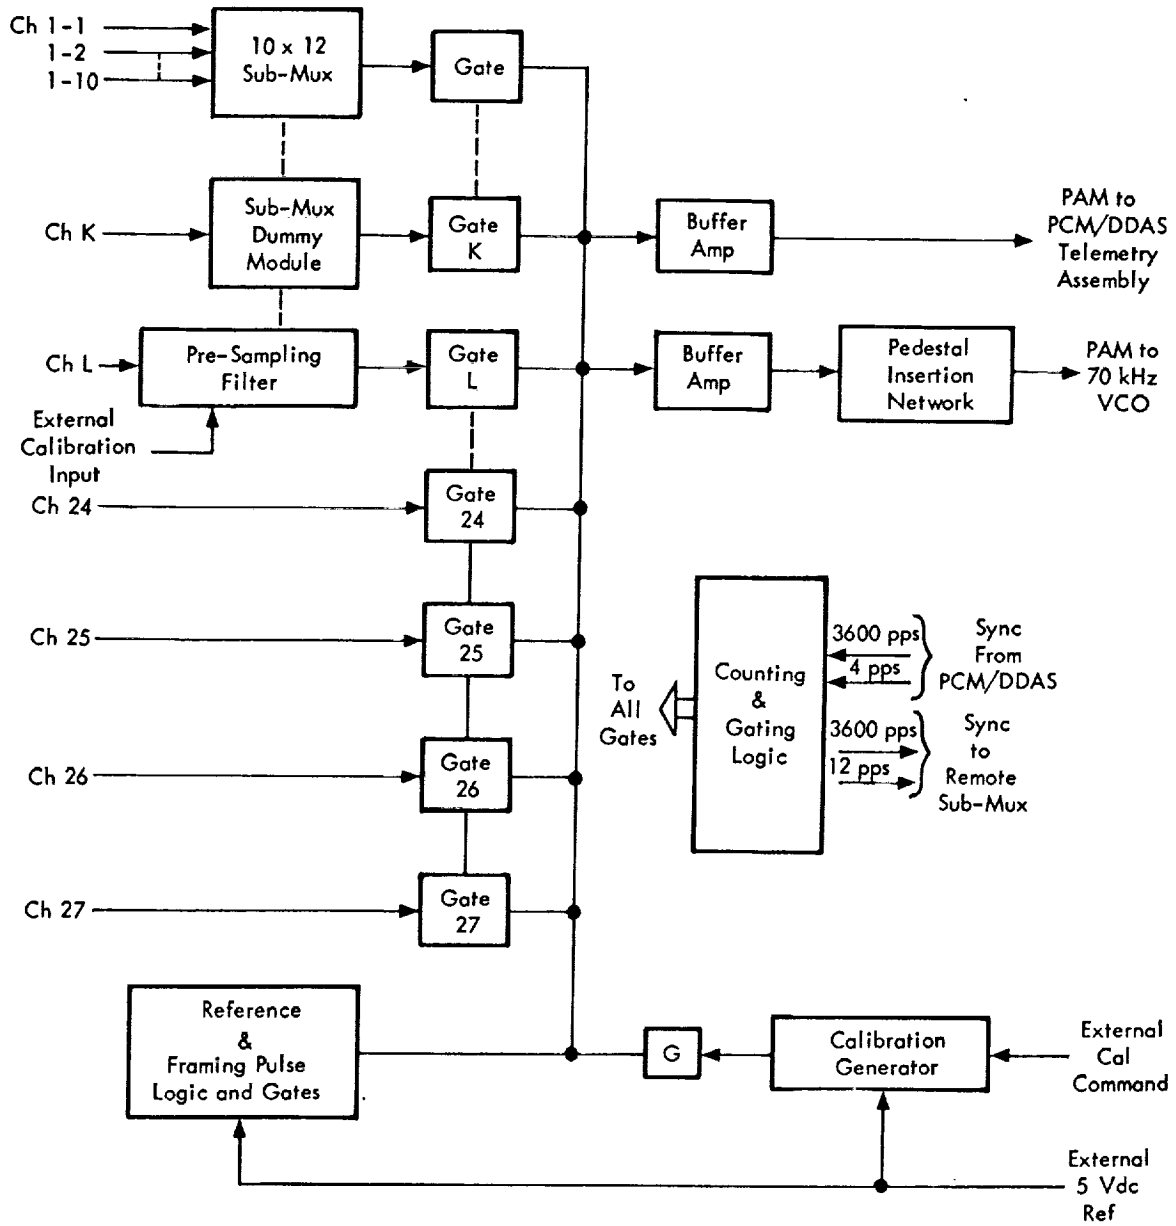 Ch 1-1
1-2
1-10
10 x 12
Sub-Mux
Gate
Ch K
Sub-Mux
Dummy
Module
Gate
K
Buffer
Amp
PAM to
PCM/DDAS
Telemetry
Assembly
Ch L
Pre-Sampling
Filter
Gate
L
Buffer
Amp
Pedestal
Insertion
Network
PAM to
70 kHz
VCO
External
Calibration
Input
Ch 24
Gate
24
Ch 25
Gate
25
To
All
Gates
Counting
&
Gating
Logic
3600 pps
4 pps
Sync
From
PCM/DDAS
3600 pps
12 pps
Sync
to
Remote
Sub-Mux
Ch 26
Gate
26
Ch 27
Gate
27
Reference
&
Framing Pulse
Logic and Gates
G
Calibration
Generator
External
Cal
Command
External
5 Vdc
Ref